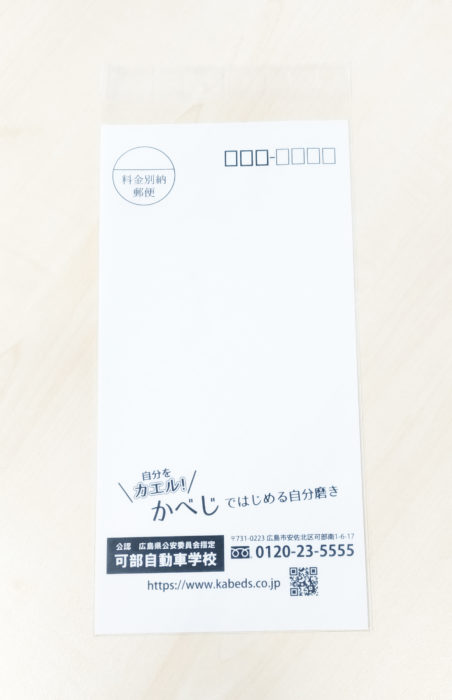 料金別納
郵便
自分を
カエル!
かべじではじめる自分磨き
公認 広島県公安委員会指定
可部自動車学校
〒731-0223 広島市安佐北区可部南1-6-17
0120-23-5555
https://www.kabeds.co.jp